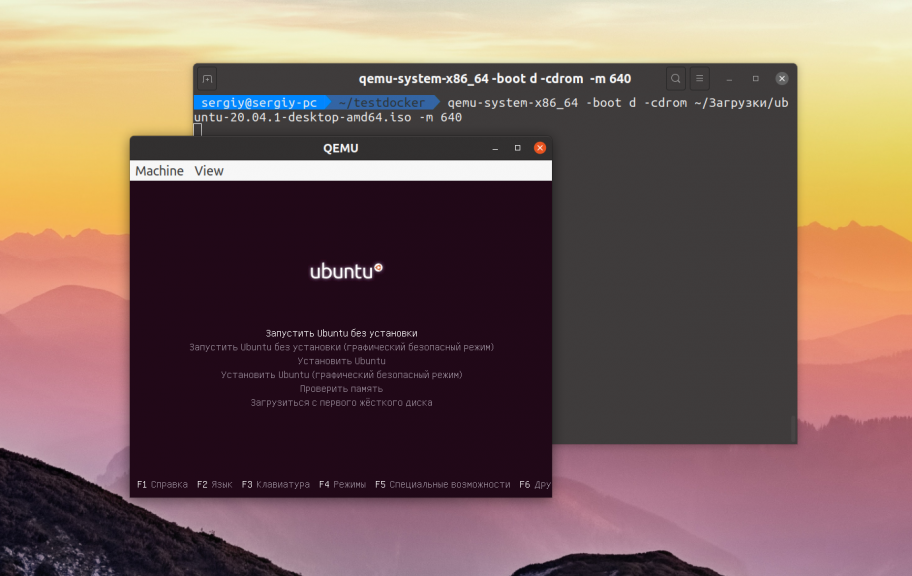 qemu-system-x86_64 -boot d -cdrom -m 640
sergiy@sergiy-pc ~/testdocker qemu-system-x86_64 -boot d -cdrom ~/Загрузки/ub
untu-20.04.1-desktop-amd64.iso -m 640
QEMU
Machine View
ubuntu
Запустить Ubuntu без установки
Запустить Ubuntu без установки (графический безопасный режим)
Установить Ubuntu
Установить Ubuntu (графический безопасный режим)
Проверить память
Загрузиться с первого жёсткого диска
F1 Справка F2 Язык F3 Клавиатура F4 Режимы F5 Специальные возможности F6 Дру